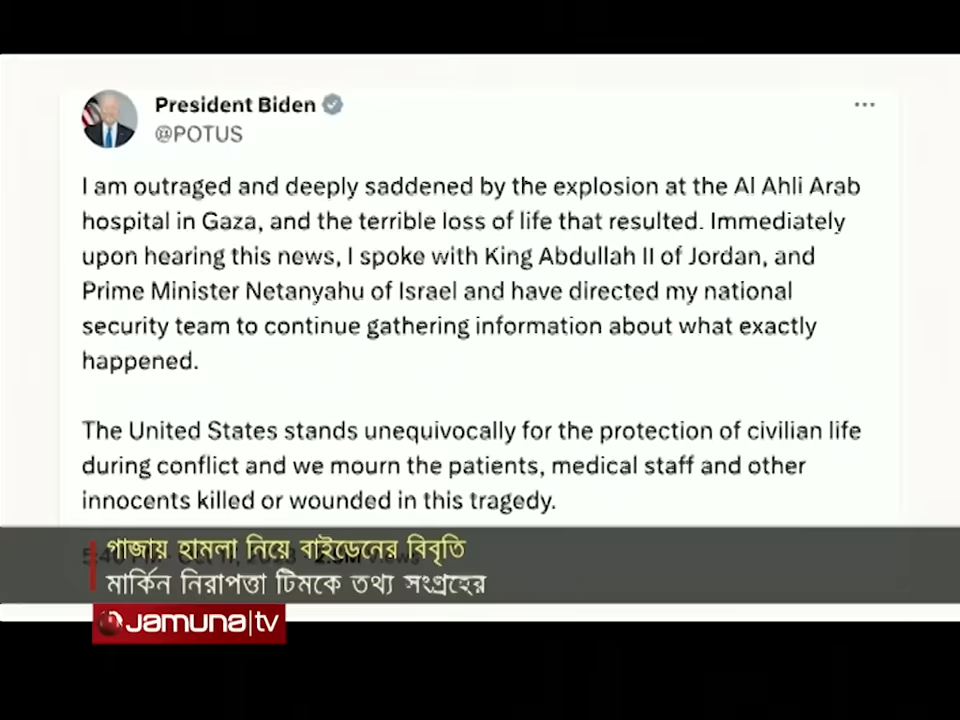 President Biden
@POTUS
I am outraged and deeply saddened by the explosion at the Al Ahli Arab
hospital in Gaza, and the terrible loss of life that resulted. Immediately
upon hearing this news, I spoke with King Abdullah II of Jordan, and
Prime Minister Netanyahu of Israel and have directed my national
security team to continue gathering information about what exactly
happened.
The United States stands unequivocally for the protection of civilian life
during conflict and we mourn the patients, medical staff and other
innocents killed or wounded in this tragedy.
গাজায় হামলা নিয়ে বাইডেনের বিবৃতি
মার্কিন নিরাপত্তা টিমকে তথ্য সংগ্রহের
Jamuna|tv